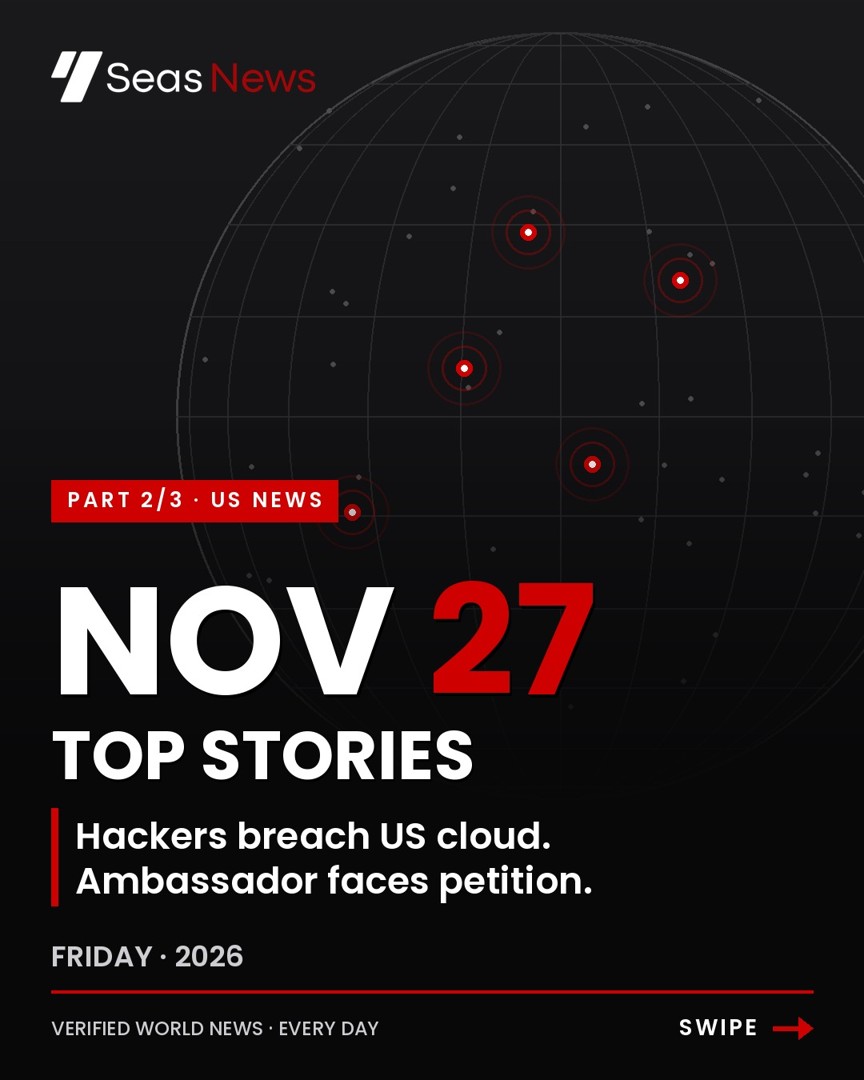 Seas News
PART 2/3 · US NEWS
NOV 27
TOP STORIES
Hackers breach US cloud.
Ambassador faces petition.
FRIDAY · 2026
VERIFIED WORLD NEWS · EVERY DAY
SWIPE